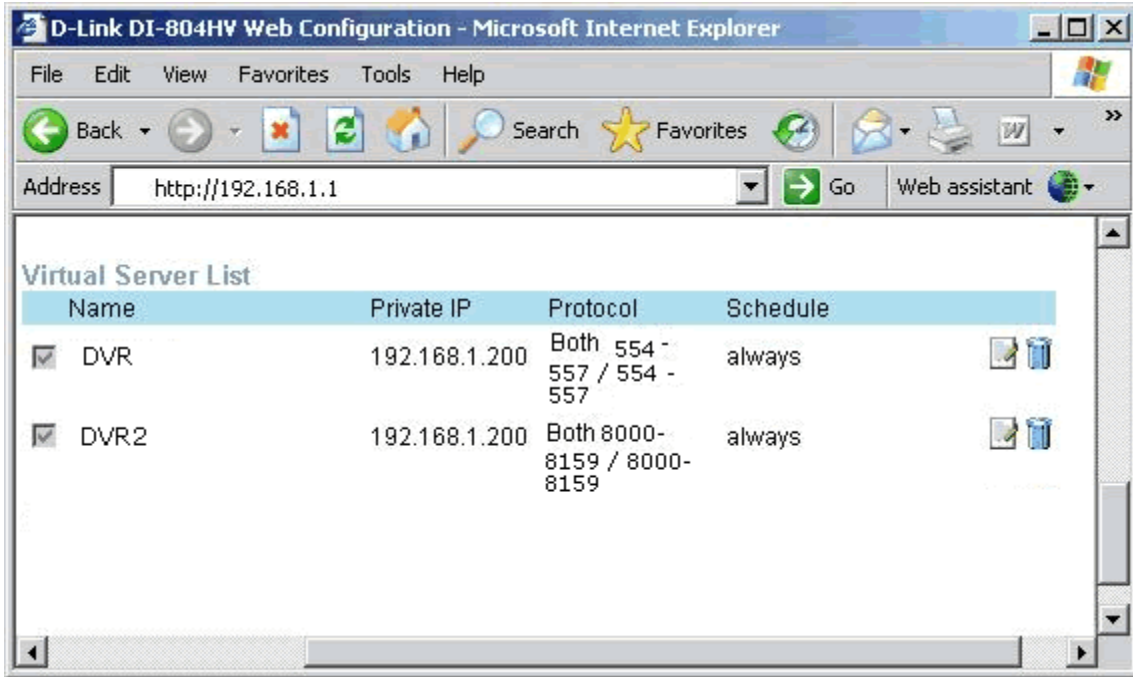 D-Link DI-804HV Web Configuration - Microsoft Internet Explorer
File Edit View Favorites Tools Help
Back Search Favorites W »
Address http://192.168.1.1 Go Web assistant
Virtual Server List
Name Private IP Protocol Schedule
DVR 192.168.1.200 Both 554 - always
557 / 554 -
557
DVR2 192.168.1.200 Both 8000- always
8159 / 8000-
8159